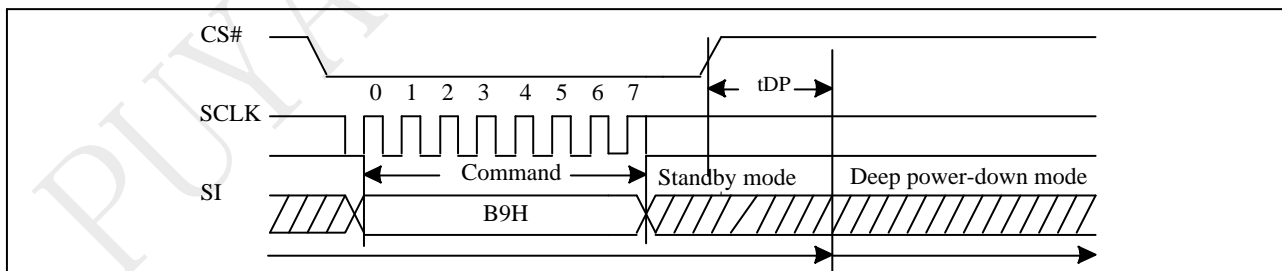 PUYA
CS#
tDP
0 1 2 3 4 5 6 7
SCLK
Command
Standby mode
Deep power-down mode
SI
B9H